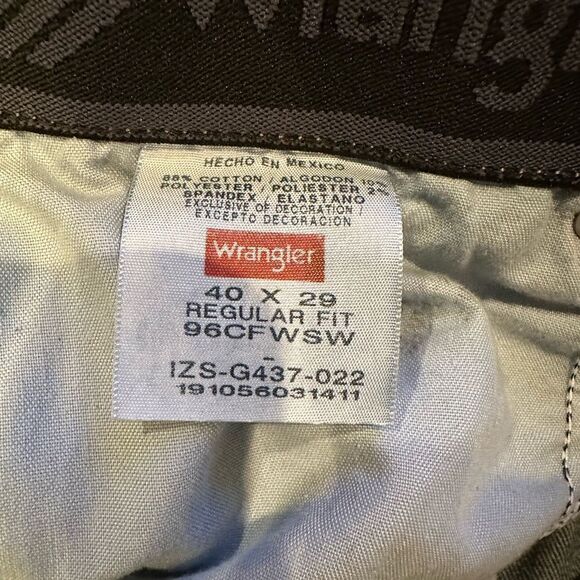 Wrang
HECHO EN MEXICO
88% COTTON / ALGODON 10%
POLYESTER / POLIESTER 2%
SPANDEX / ELASTANO
EXCLUSIVE OF DECORATION /
EXCEPTO DECORACION
Wrangler
40 X 29
REGULAR FIT
96CFWSW
-
IZS-G437-022
191056031411